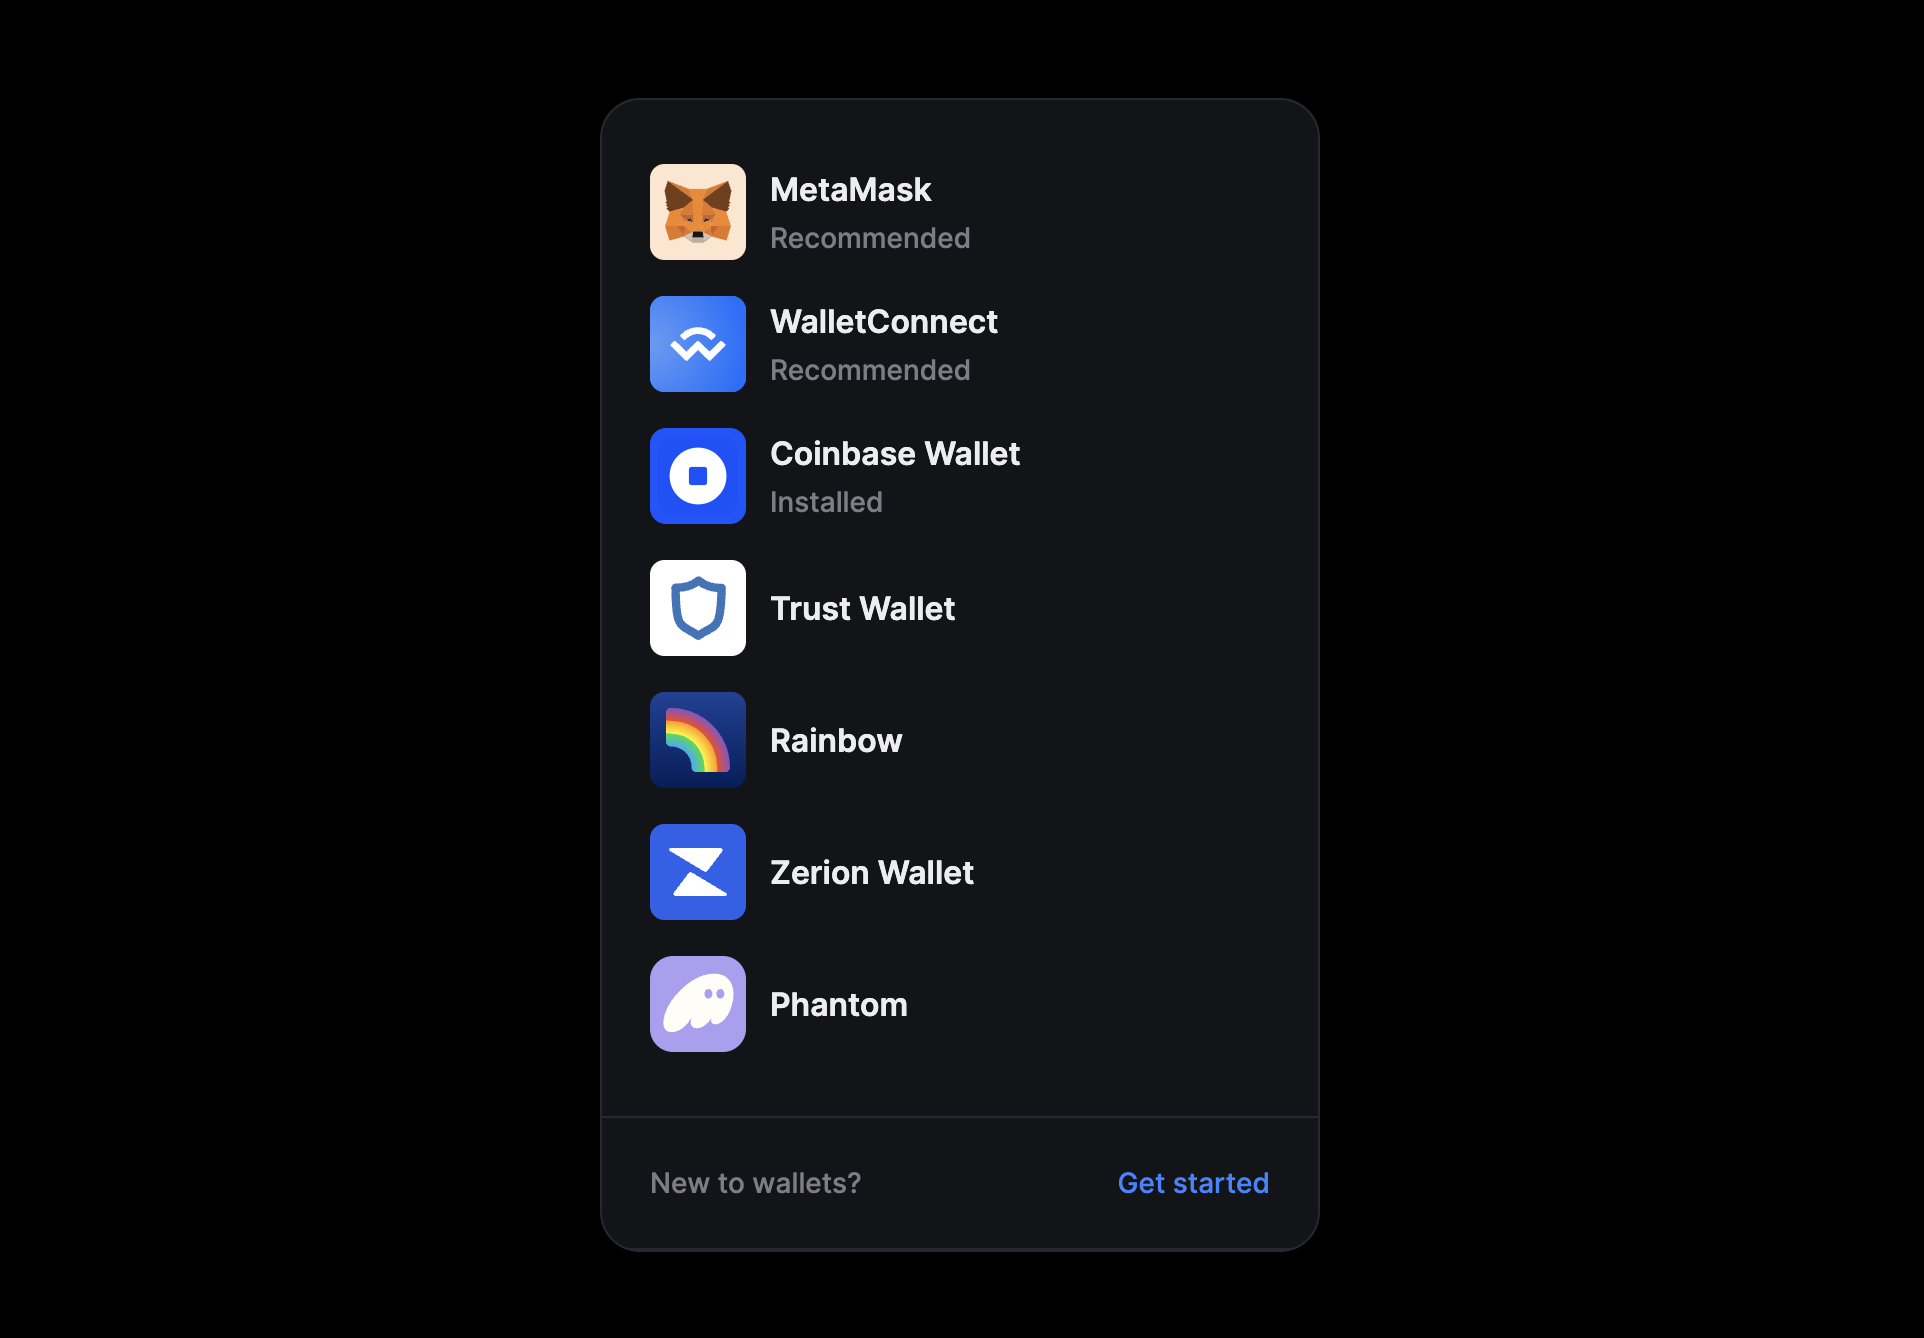 MetaMask
Recommended
WalletConnect
Recommended
Coinbase Wallet
Installed
Trust Wallet
Rainbow
Zerion Wallet
Phantom
New to wallets?
Get started